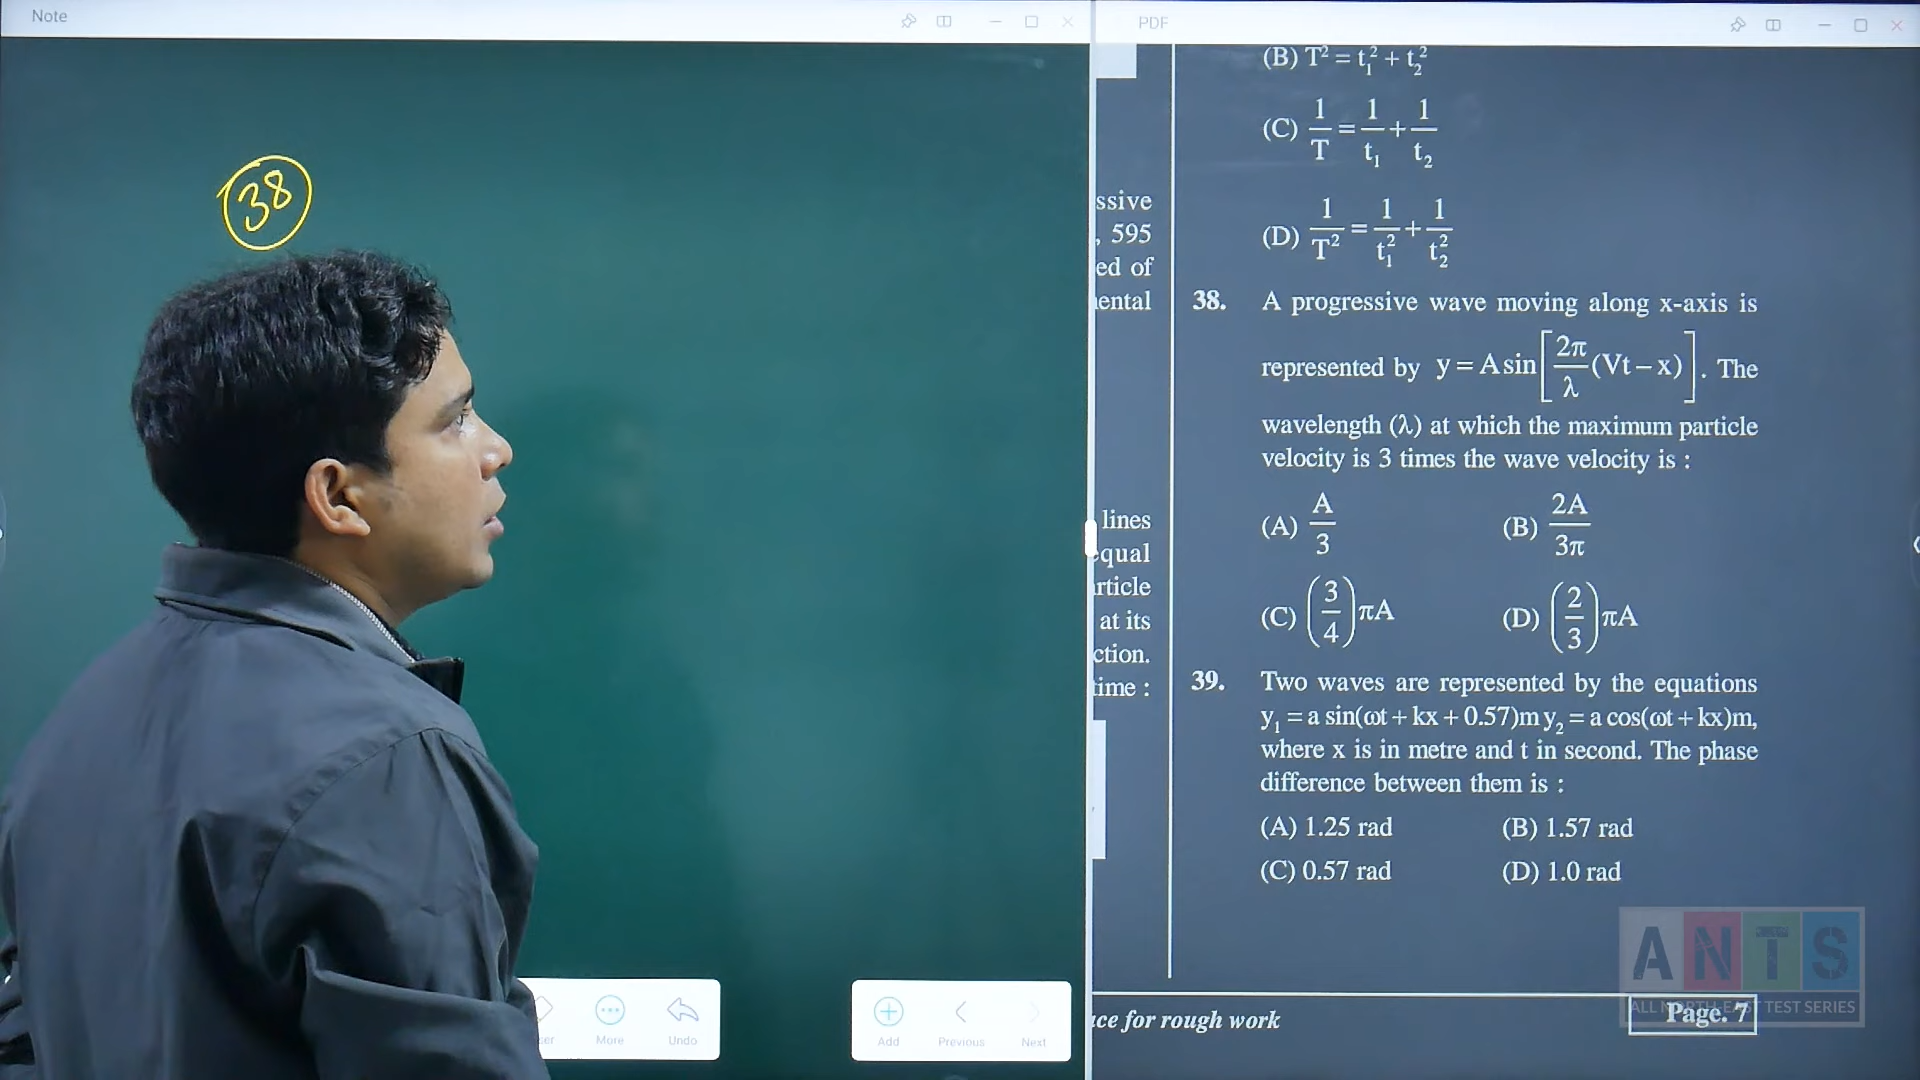 Note
PDF
38
(B) T² = t₁² + t₂²
(C) 1/T = 1/t₁ + 1/t₂
(D) 1/T² = 1/t₁² + 1/t₂²
ssive
, 595
ed of
ental
lines
equal
rticle
at its
ction.
time :
38. A progressive wave moving along x-axis is
represented by y = A sin[2π/λ (Vt − x)]. The
wavelength (λ) at which the maximum particle
velocity is 3 times the wave velocity is :
(A) A/3 (B) 2A/3π
(C) (3/4)πA (D) (2/3)πA
39. Two waves are represented by the equations
y₁ = a sin(ωt + kx + 0.57)m y₂ = a cos(ωt + kx)m,
where x is in metre and t in second. The phase
difference between them is :
(A) 1.25 rad (B) 1.57 rad
(C) 0.57 rad (D) 1.0 rad
ANTS
ALL NORTH-EAST TEST SERIES
Page. 7
ce for rough work
ser More Undo
Add Previous Next